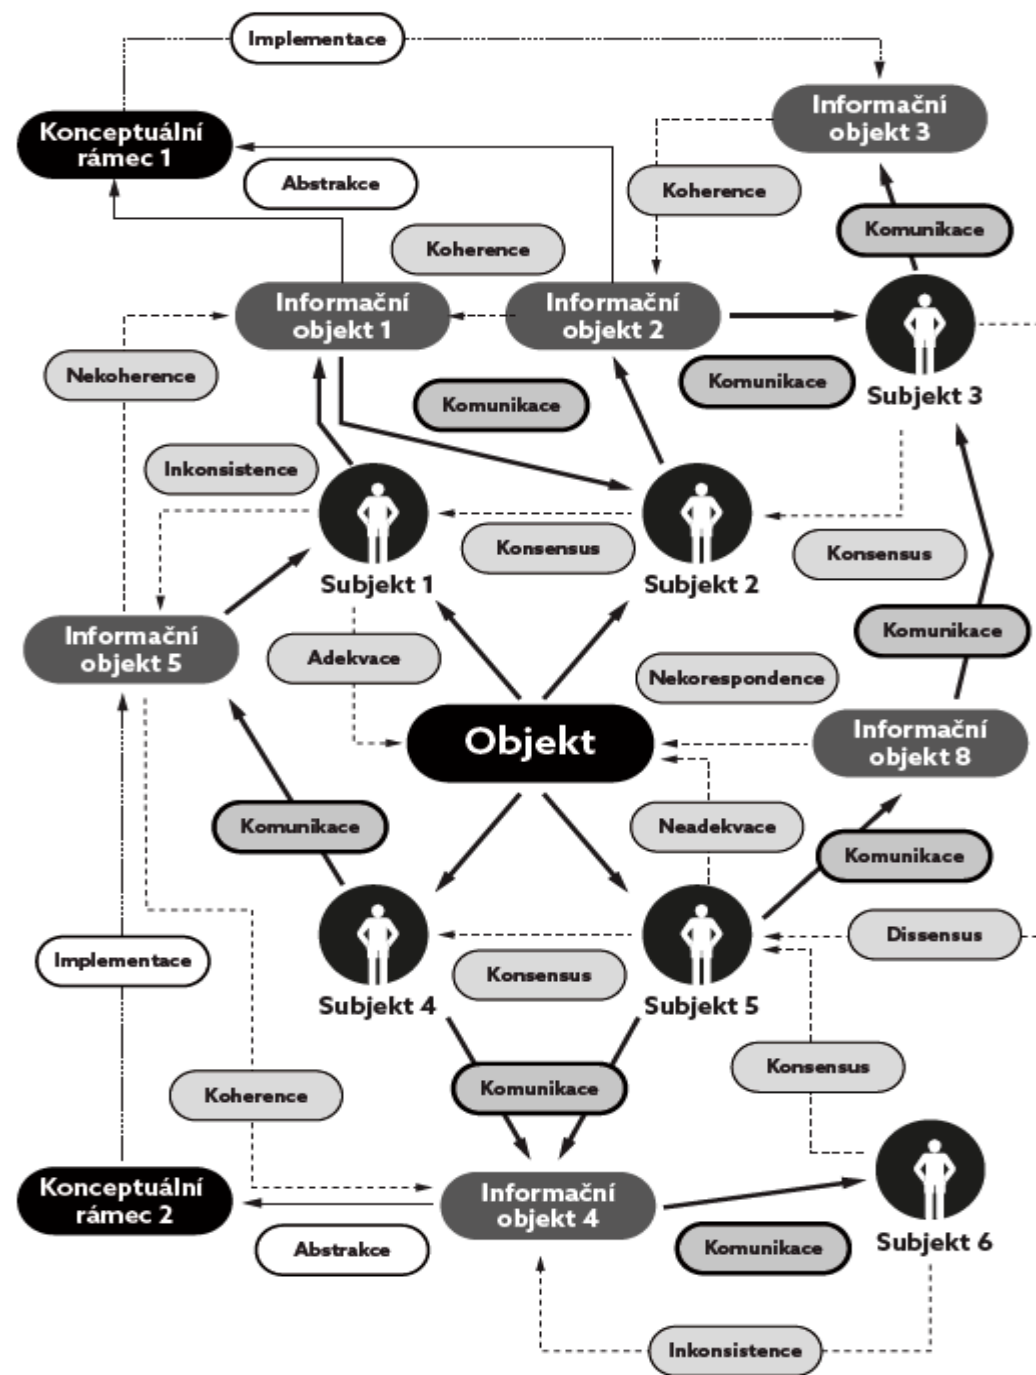 Implementace
Informační
objekt 3
Konceptuální
rámec 1
Abstrakce
Koherence
Komunikace
Koherence
Informační
objekt 1
Informační
objekt 2
Nekoherence
Komunikace
Komunikace
Subjekt 3
Inkonsistence
Konsensus
Konsensus
Subjekt 1
Subjekt 2
Informační
objekt 5
Adekvace
Komunikace
Nekorespondence
Objekt
Informační
objekt 8
Komunikace
Neadekvace
Komunikace
Dissensus
Implementace
Konsensus
Subjekt 4
Subjekt 5
Konsensus
Koherence
Komunikace
Konceptuální
rámec 2
Informační
objekt 4
Abstrakce
Komunikace
Subjekt 6
Inkonsistence